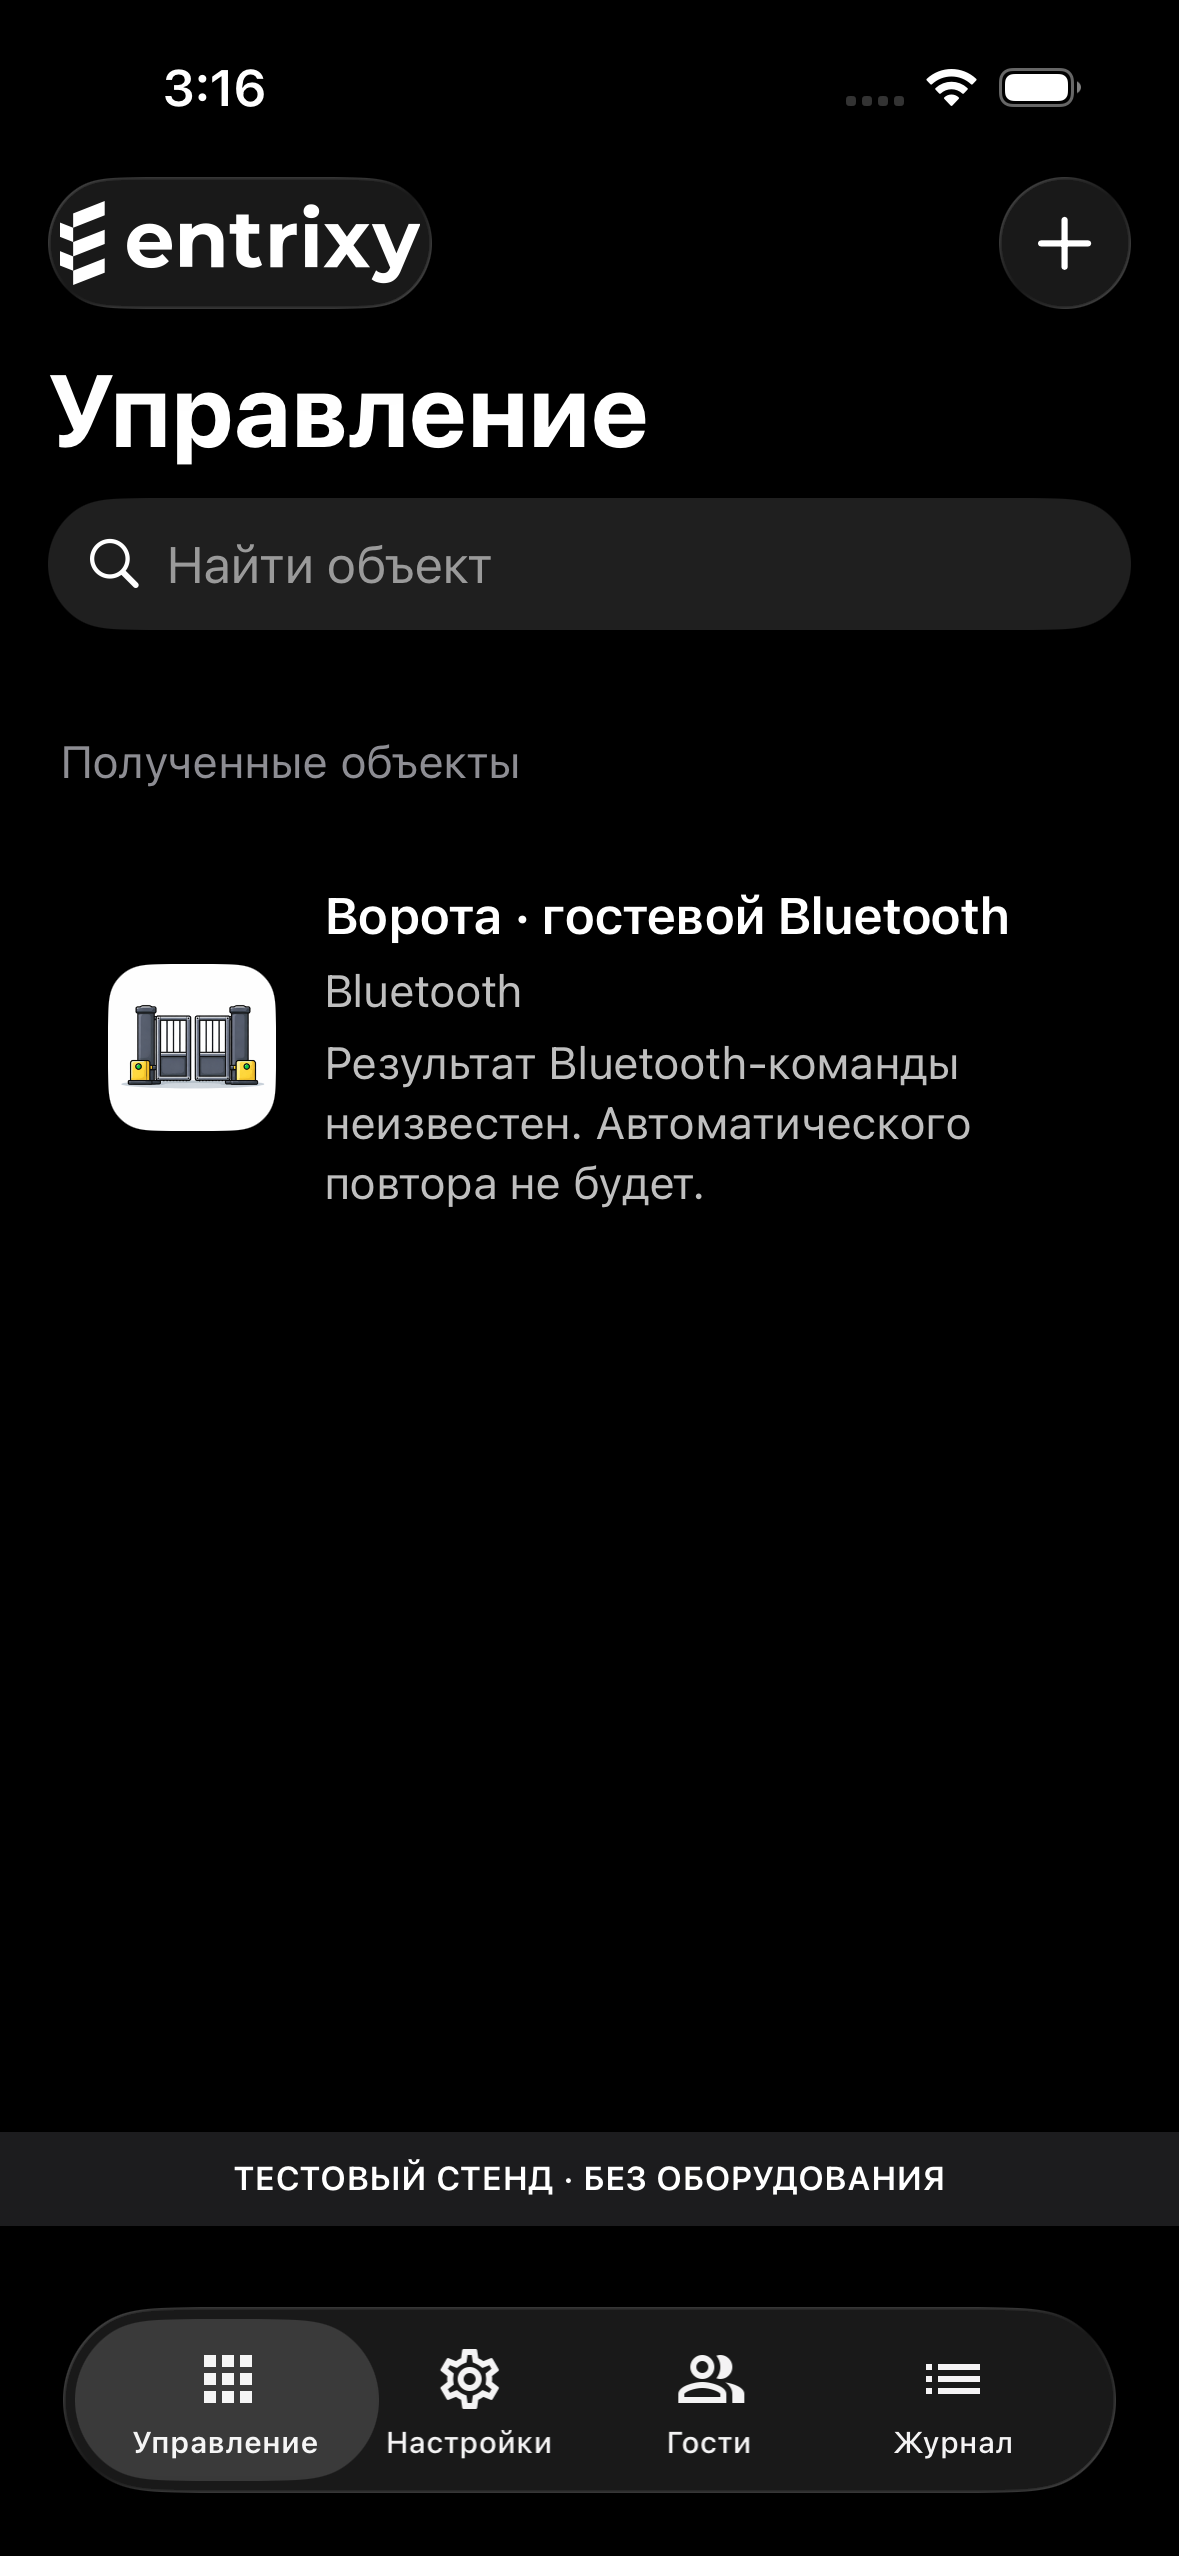 3:16
entrixy
Управление
Найти объект
Полученные объекты
Ворота · гостевой Bluetooth
Bluetooth
Результат Bluetooth-команды
неизвестен. Автоматического
повтора не будет.
ТЕСТОВЫЙ СТЕНД · БЕЗ ОБОРУДОВАНИЯ
Управление Настройки Гости Журнал